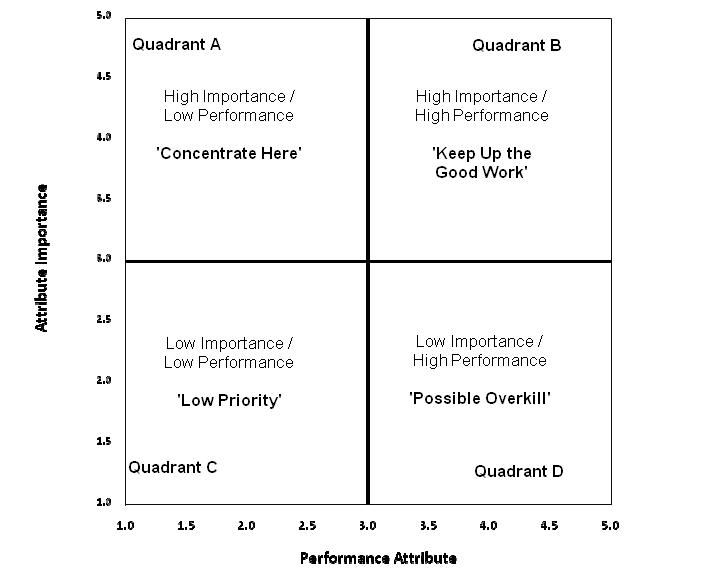 5.0
Quadrant A
Quadrant B
4.5
High Importance /
Low Performance
High Importance /
High Performance
4.0
'Concentrate Here'
'Keep Up the
Good Work'
3.5
3.0
Attribute Importance
2.5
Low Importance /
Low Performance
Low Importance /
High Performance
2.0
'Low Priority'
'Possible Overkill'
1.5
Quadrant C
Quadrant D
1.0
1.0 1.5 2.0 2.5 3.0 3.5 4.0 4.5 5.0
Performance Attribute